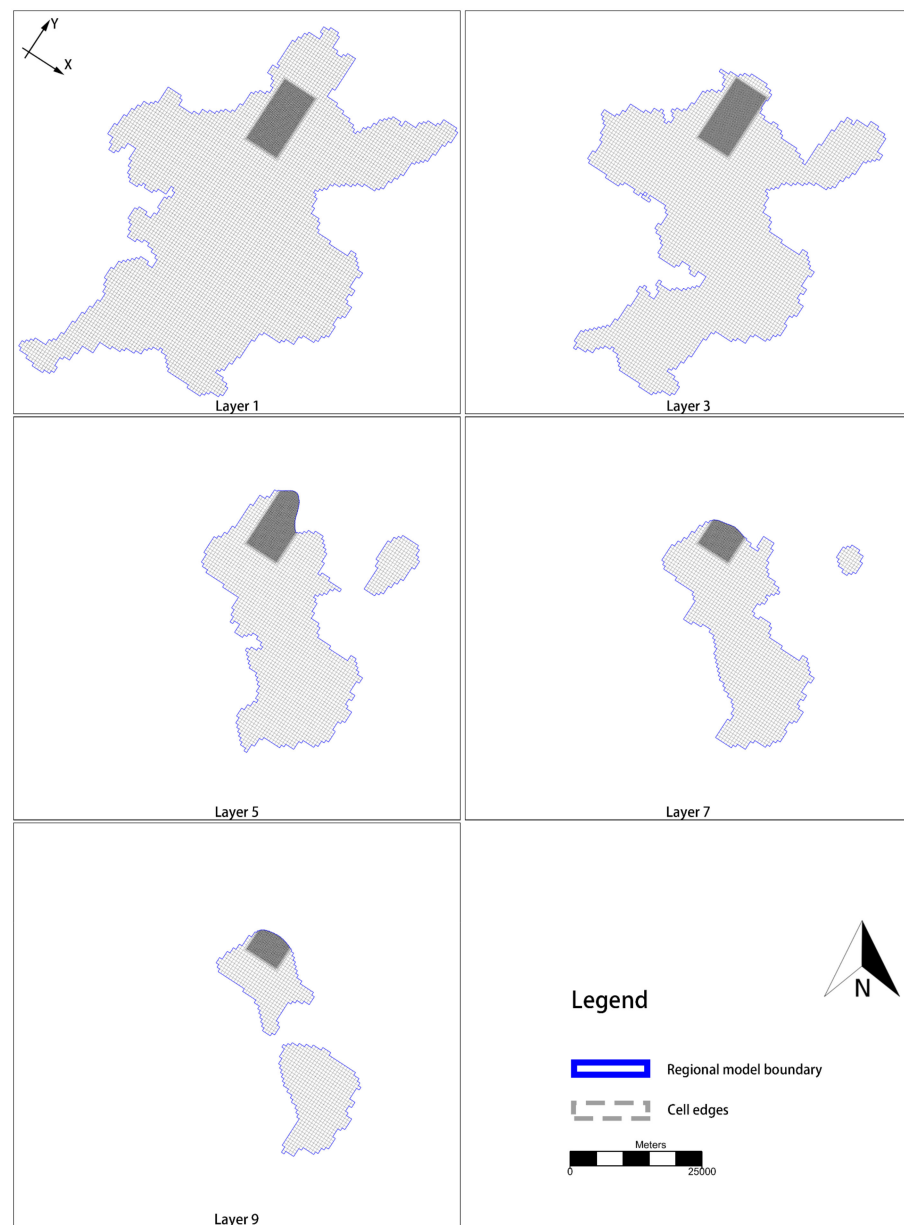 Y
X
Layer 1
Layer 3
Layer 5
Layer 7
Layer 9
N
Legend
Regional model boundary
Cell edges
Meters
0 25000